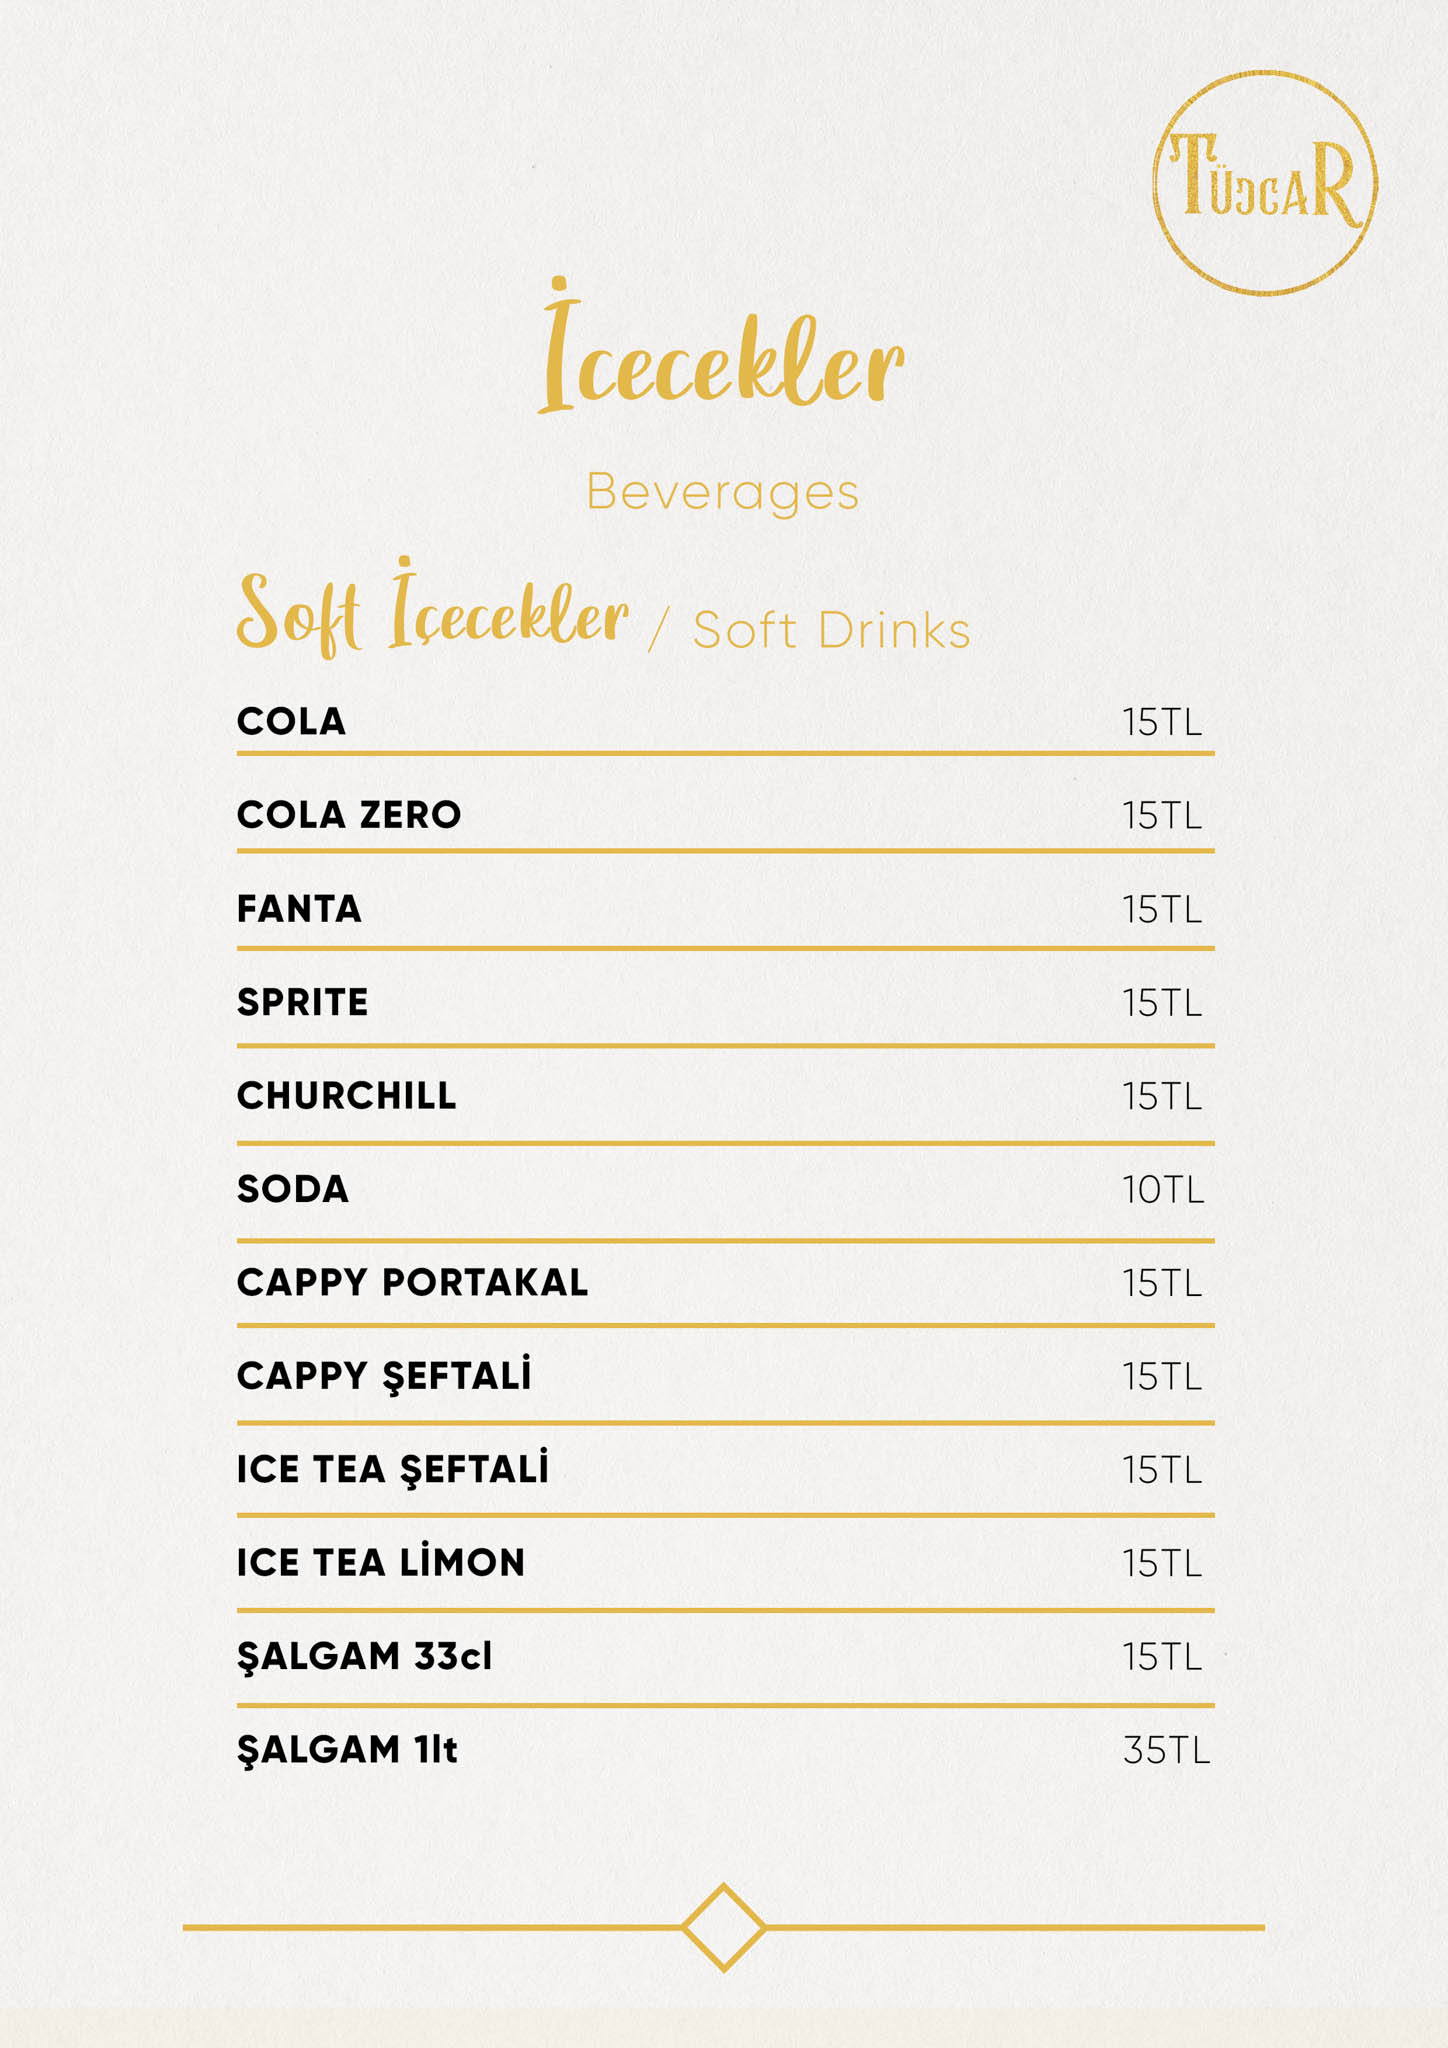 TÜCCAR
İcecekler
Beverages
Soft İçecekler / Soft Drinks
COLA 15TL
COLA ZERO 15TL
FANTA 15TL
SPRITE 15TL
CHURCHILL 15TL
SODA 10TL
CAPPY PORTAKAL 15TL
CAPPY ŞEFTALİ 15TL
ICE TEA ŞEFTALİ 15TL
ICE TEA LİMON 15TL
ŞALGAM 33cl 15TL
ŞALGAM 1lt 35TL